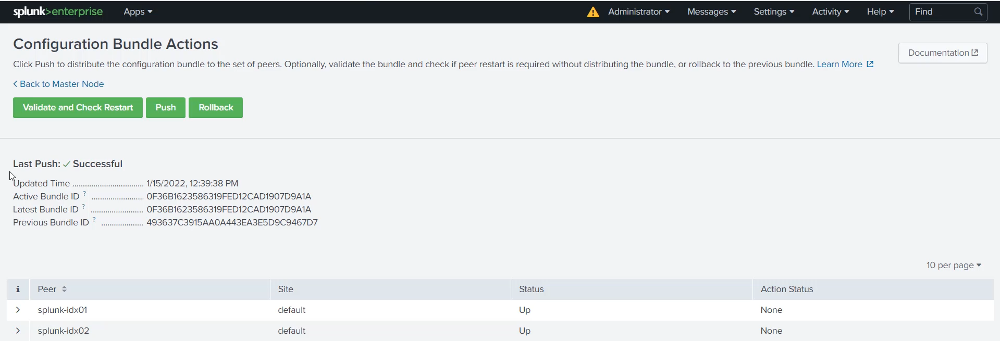 splunk>enterprise Apps Administrator Messages Settings Activity Help Find
Configuration Bundle Actions
Documentation
Click Push to distribute the configuration bundle to the set of peers. Optionally, validate the bundle and check if peer restart is required without distributing the bundle, or rollback to the previous bundle. Learn More
Back to Master Node
Validate and Check Restart Push Rollback
Last Push: ✓ Successful
Updated Time ................................. 1/15/2022, 12:39:38 PM
Active Bundle ID ? ........................ 0F36B1623586319FED12CAD1907D9A1A
Latest Bundle ID ? ........................ 0F36B1623586319FED12CAD1907D9A1A
Previous Bundle ID ? ................... 493637C3915AA0A443EA3E5D9C9467D7
10 per page
i Peer Site Status Action Status
> splunk-idx01 default Up None
> splunk-idx02 default Up None